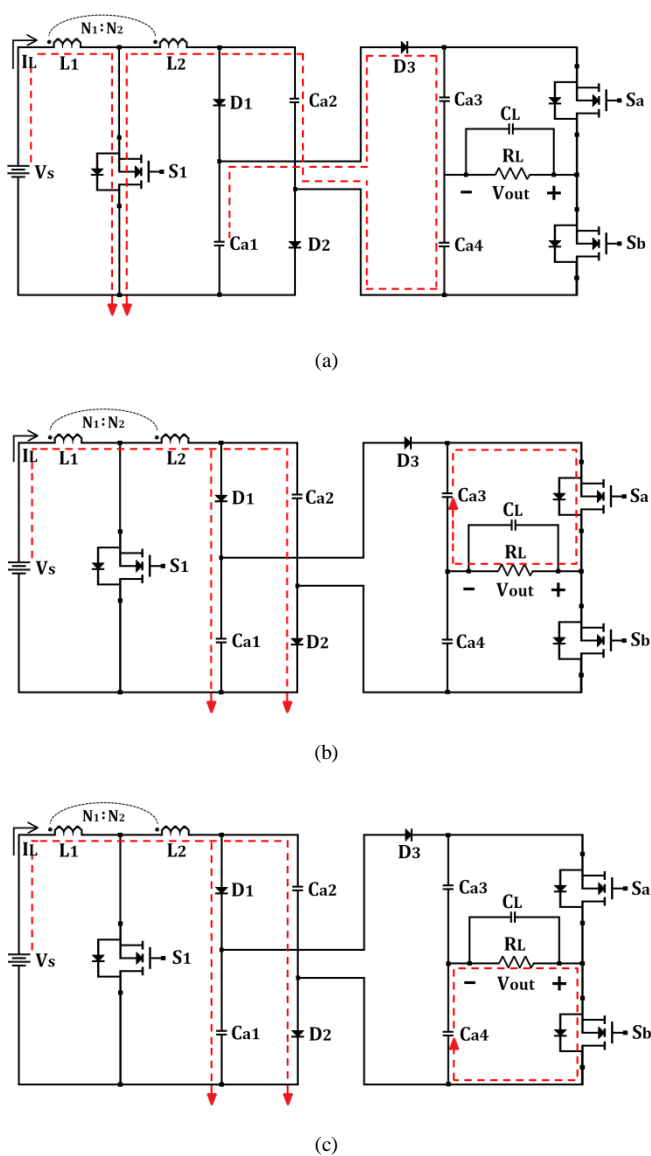 N1:N2
IL L1 L2
D3
D1 Ca2 Ca3 Sa
CL
Vs S1 RL
− Vout +
Ca1 D2 Ca4 Sb
(a)
N1:N2
IL L1 L2
D3
D1 Ca2 Ca3 Sa
CL
Vs S1 RL
− Vout +
Ca1 D2 Ca4 Sb
(b)
N1:N2
IL L1 L2
D3
D1 Ca2 Ca3 Sa
CL
Vs S1 RL
− Vout +
Ca1 D2 Ca4 Sb
(c)